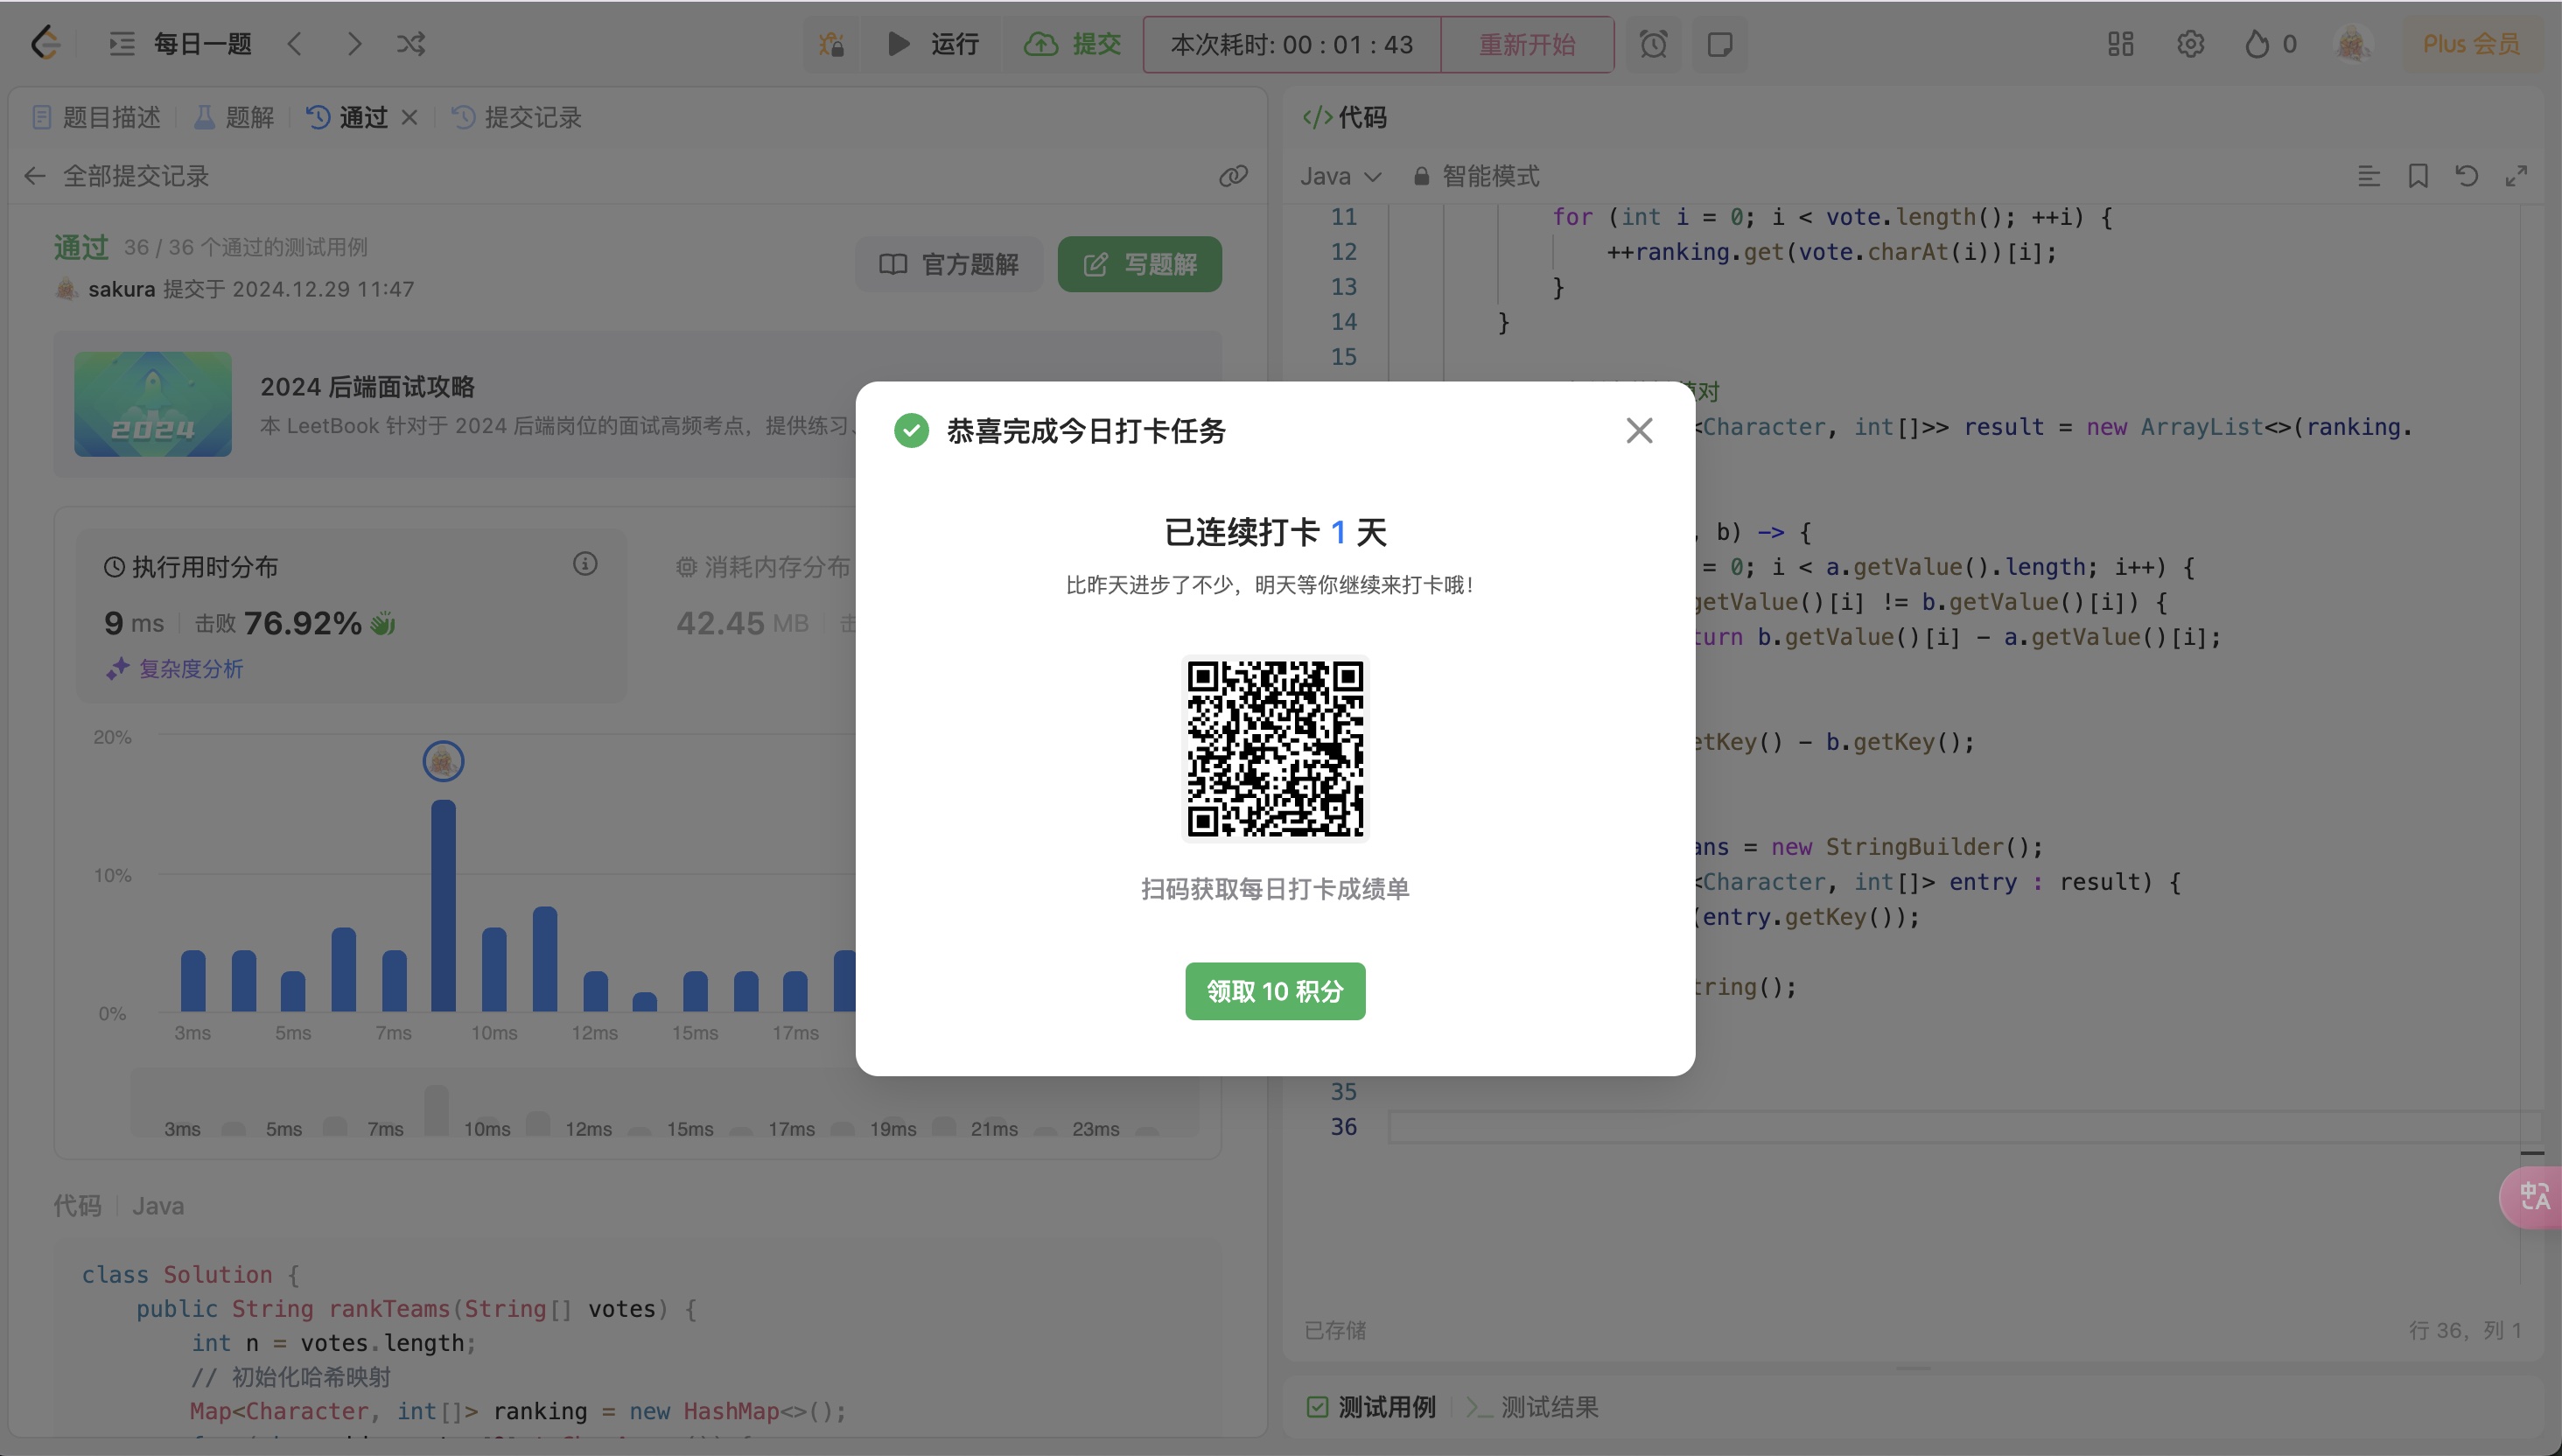 每日一题
运行
提交
本次耗时: 00 : 01 : 43
重新开始
0
Plus 会员
题目描述
题解
通过
提交记录
全部提交记录
通过 36 / 36 个通过的测试用例
sakura 提交于 2024.12.29 11:47
官方题解
写题解
2024
2024 后端面试攻略
本 LeetBook 针对于 2024 后端岗位的面试高频考点，提供练习、
执行用时分布
9 ms 击败 76.92%
复杂度分析
消耗内存分布
42.45 MB 击
20%
10%
0%
3ms 5ms 7ms 10ms 12ms 15ms 17ms
3ms 5ms 7ms 10ms 12ms 15ms 17ms 19ms 21ms 23ms
代码 Java
class Solution {
public String rankTeams(String[] votes) {
int n = votes.length;
// 初始化哈希映射
Map<Character, int[]> ranking = new HashMap<>();
恭喜完成今日打卡任务
已连续打卡 1 天
比昨天进步了不少，明天等你继续来打卡哦！
扫码获取每日打卡成绩单
领取 10 积分
</>代码
Java
智能模式
11 for (int i = 0; i < vote.length(); ++i) {
12 ++ranking.get(vote.charAt(i))[i];
13 }
14 }
15
对
<Character, int[]>> result = new ArrayList<>(ranking.
, b) -> {
= 0; i < a.getValue().length; i++) {
getValue()[i] != b.getValue()[i]) {
turn b.getValue()[i] - a.getValue()[i];
etKey() - b.getKey();
ans = new StringBuilder();
<Character, int[]> entry : result) {
(entry.getKey());
tring();
35
36
已存储
行 36，列 1
测试用例
测试结果
中A